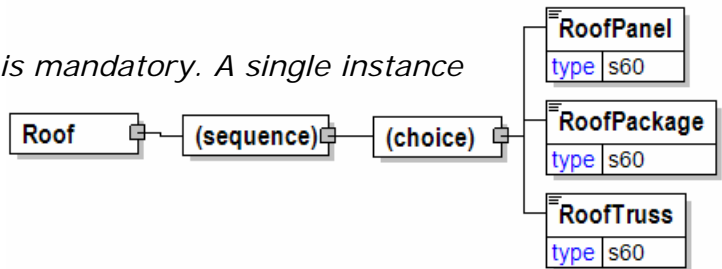 is mandatory. A single instance
Roof
(sequence)
(choice)
RoofPanel
type s60
RoofPackage
type s60
RoofTruss
type s60